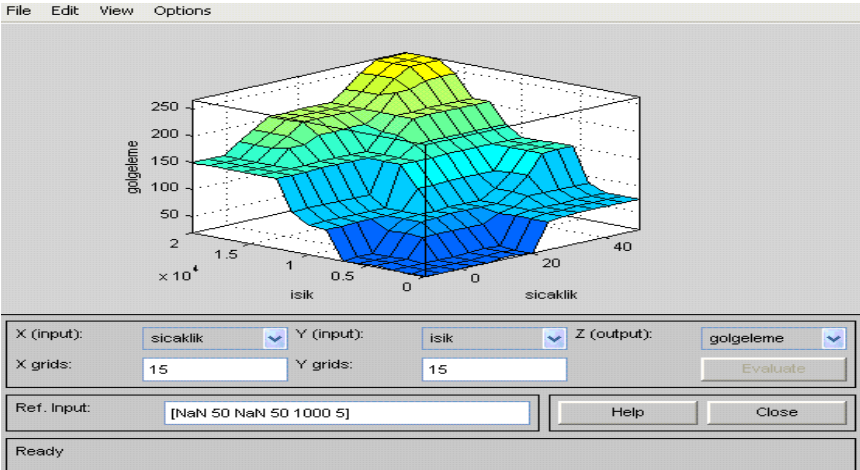 File Edit View Options
250
200
150
100
50
golgeleme
2
1.5
1
0.5
0
× 10⁴
isik
0
20
40
sicaklik
X (input): sicaklik Y (input): isik Z (output): golgeleme
X grids: 15 Y grids: 15 Evaluate
Ref. Input: [NaN 50 NaN 50 1000 5] Help Close
Ready